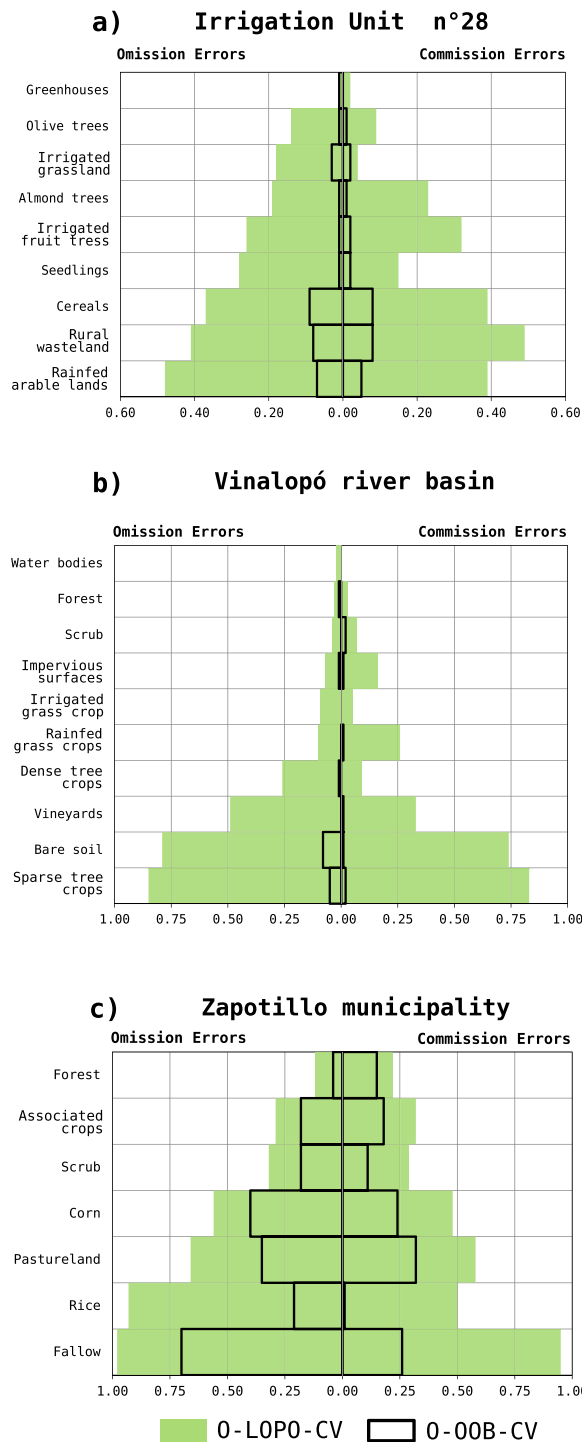 a) Irrigation Unit n°28
Omission Errors Commission Errors
Greenhouses
Olive trees
Irrigated
grassland
Almond trees
Irrigated
fruit tress
Seedlings
Cereals
Rural
wasteland
Rainfed
arable lands
0.60 0.40 0.20 0.00 0.20 0.40 0.60
b) Vinalopó river basin
Omission Errors Commission Errors
Water bodies
Forest
Scrub
Impervious
surfaces
Irrigated
grass crop
Rainfed
grass crops
Dense tree
crops
Vineyards
Bare soil
Sparse tree
crops
1.00 0.75 0.50 0.25 0.00 0.25 0.50 0.75 1.00
c) Zapotillo municipality
Omission Errors Commission Errors
Forest
Associated
crops
Scrub
Corn
Pastureland
Rice
Fallow
1.00 0.75 0.50 0.25 0.00 0.25 0.50 0.75 1.00
O-LOPO-CV O-OOB-CV